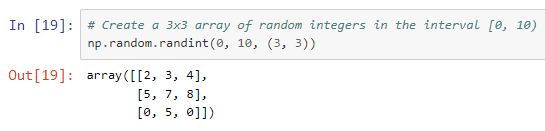 In [19]: # Create a 3x3 array of random integers in the interval [0, 10)
np.random.randint(0, 10, (3, 3))
Out[19]: array([[2, 3, 4],
[5, 7, 8],
[0, 5, 0]])